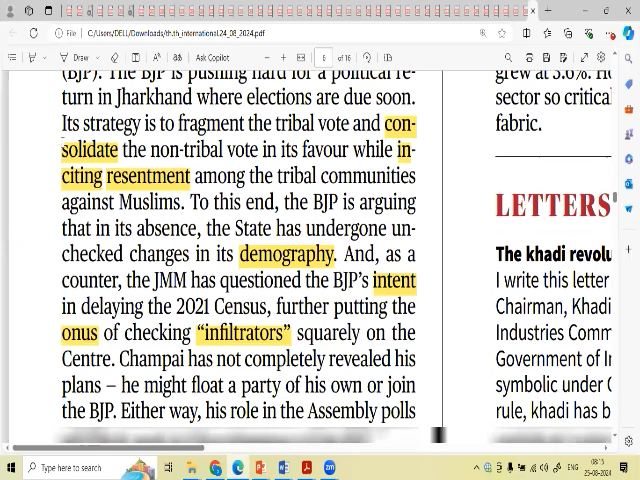 File
C:/Users/DELL/Downloads/th.th_international24_08_2024.pdf
Draw
Ask Copilot
6
of 16
(BJP). The BJP is pushing hard for a political re-
turn in Jharkhand where elections are due soon.
Its strategy is to fragment the tribal vote and con-
solidate the non-tribal vote in its favour while in-
citing resentment among the tribal communities
against Muslims. To this end, the BJP is arguing
that in its absence, the State has undergone un-
checked changes in its demography. And, as a
counter, the JMM has questioned the BJP's intent
in delaying the 2021 Census, further putting the
onus of checking "infiltrators" squarely on the
Centre. Champai has not completely revealed his
plans – he might float a party of his own or join
the BJP. Either way, his role in the Assembly polls
grew at 3.6%.
sector so critical
fabric.
LETTERS
The khadi revolu
I write this letter
Chairman, Khadi
Industries Comm
Government of
symbolic under
rule, khadi has b
Type here to search
ENG
08:15
25-08-2024